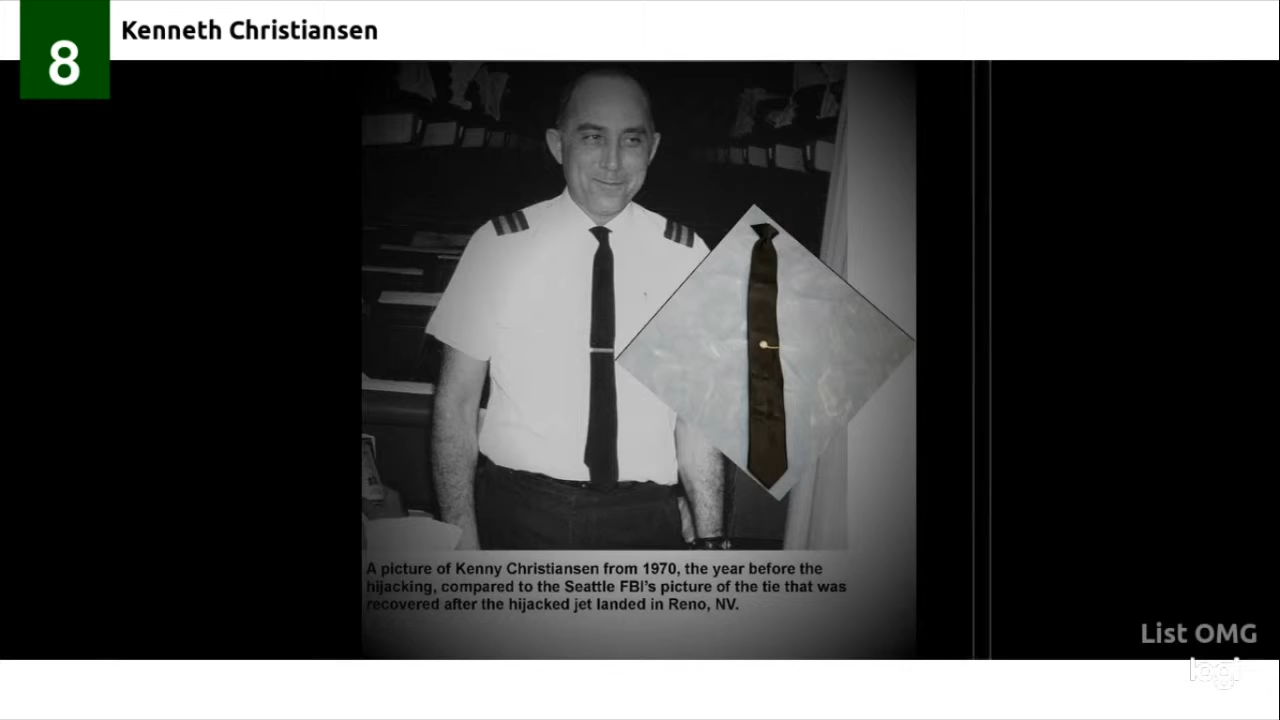 8
Kenneth Christiansen
A picture of Kenny Christiansen from 1970, the year before the
hijacking, compared to the Seattle FBI's picture of the tie that was
recovered after the hijacked jet landed in Reno, NV.
List OMG
logi